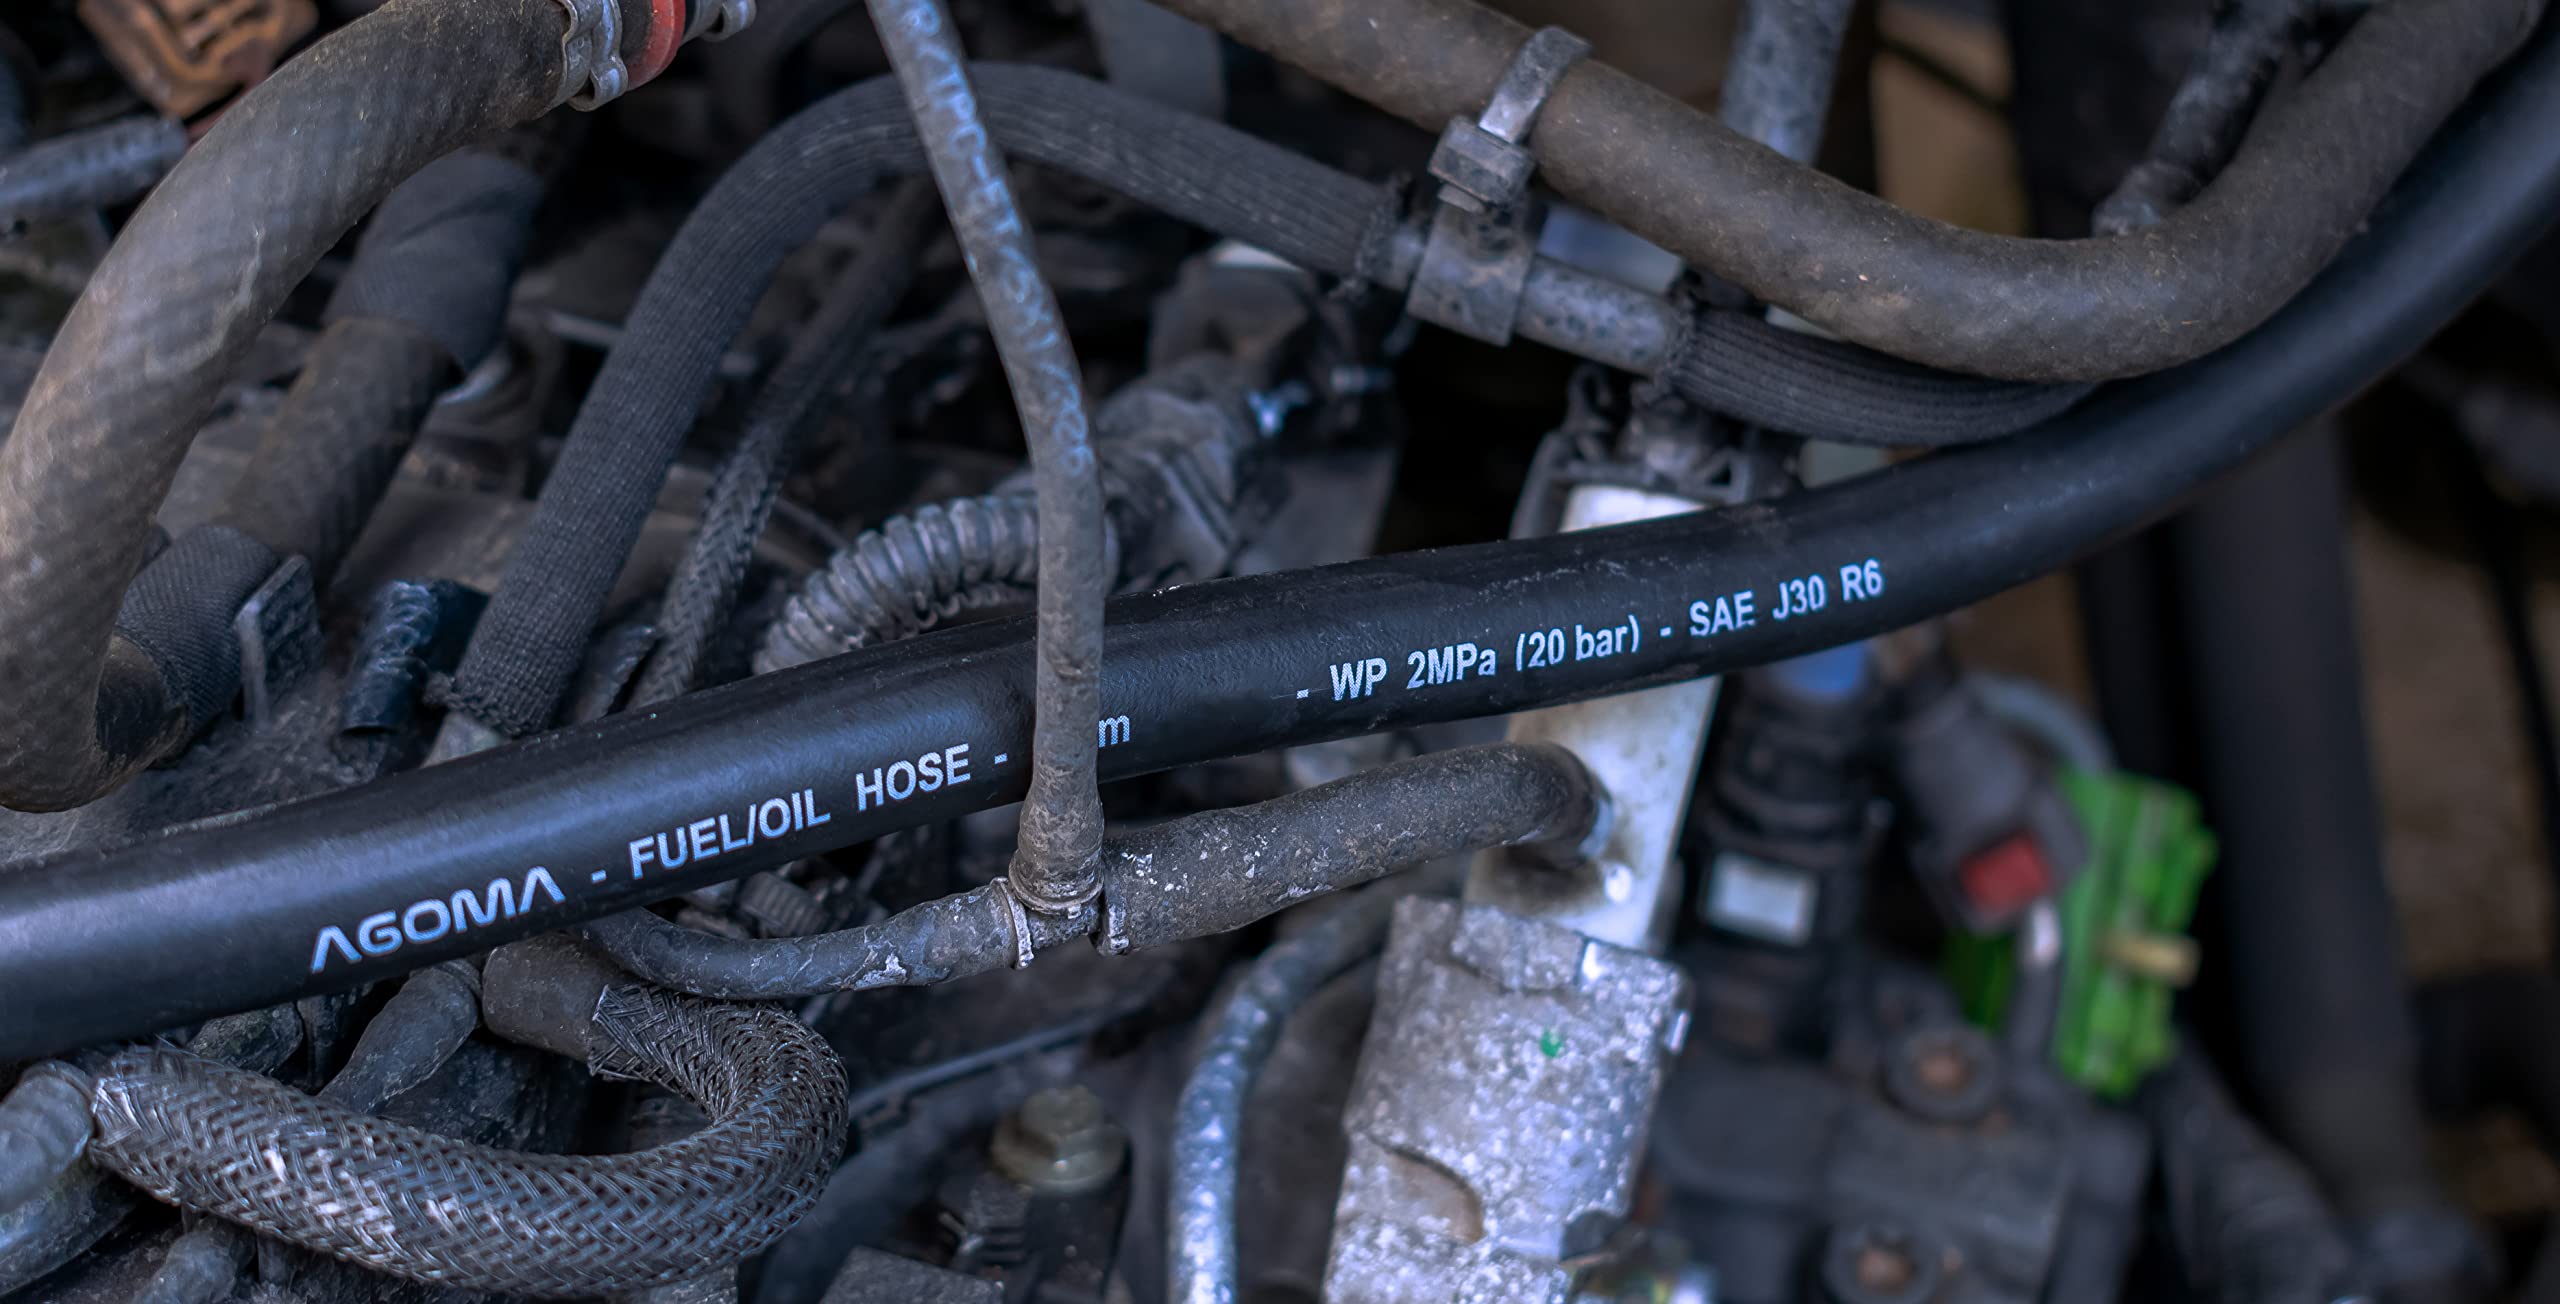 AGOMA - FUEL/OIL HOSE - m - WP 2MPa (20 bar) - SAE J30 R6